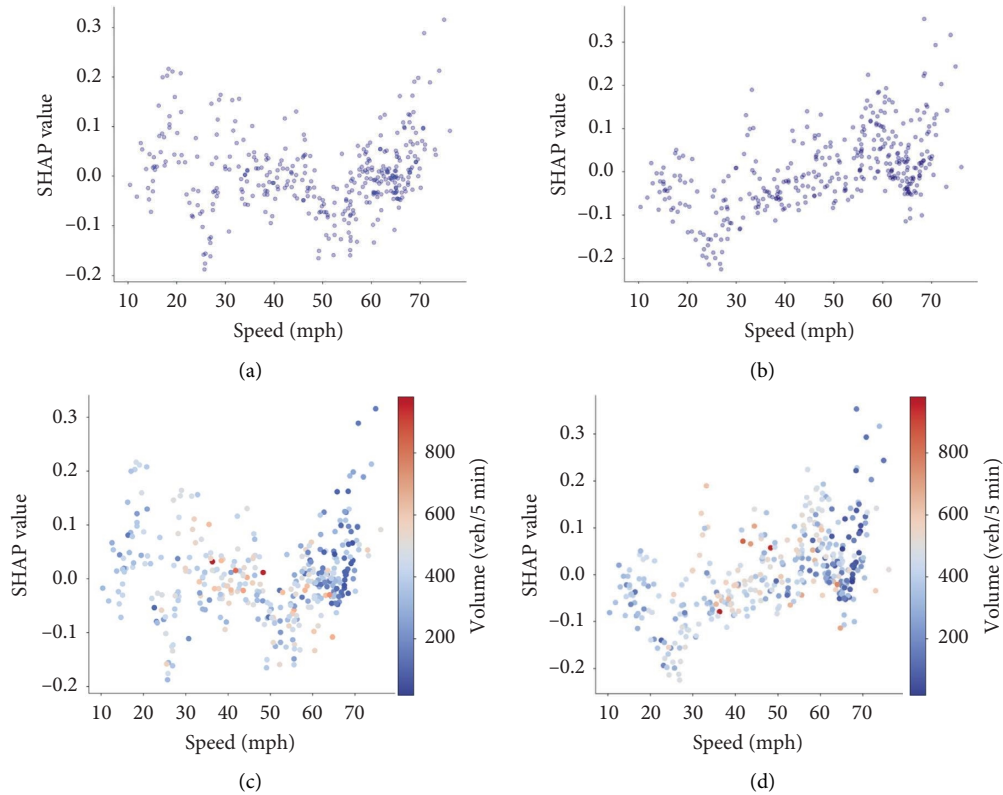 0.3
0.2
0.1
0.0
–0.1
–0.2
SHAP value
10 20 30 40 50 60 70
Speed (mph)
(a)
0.3
0.2
0.1
0.0
–0.1
–0.2
SHAP value
10 20 30 40 50 60 70
Speed (mph)
(b)
0.3
0.2
0.1
0.0
–0.1
–0.2
SHAP value
10 20 30 40 50 60 70
Speed (mph)
800
600
400
200
Volume (veh/5 min)
(c)
0.3
0.2
0.1
0.0
–0.1
–0.2
SHAP value
10 20 30 40 50 60 70
Speed (mph)
800
600
400
200
Volume (veh/5 min)
(d)